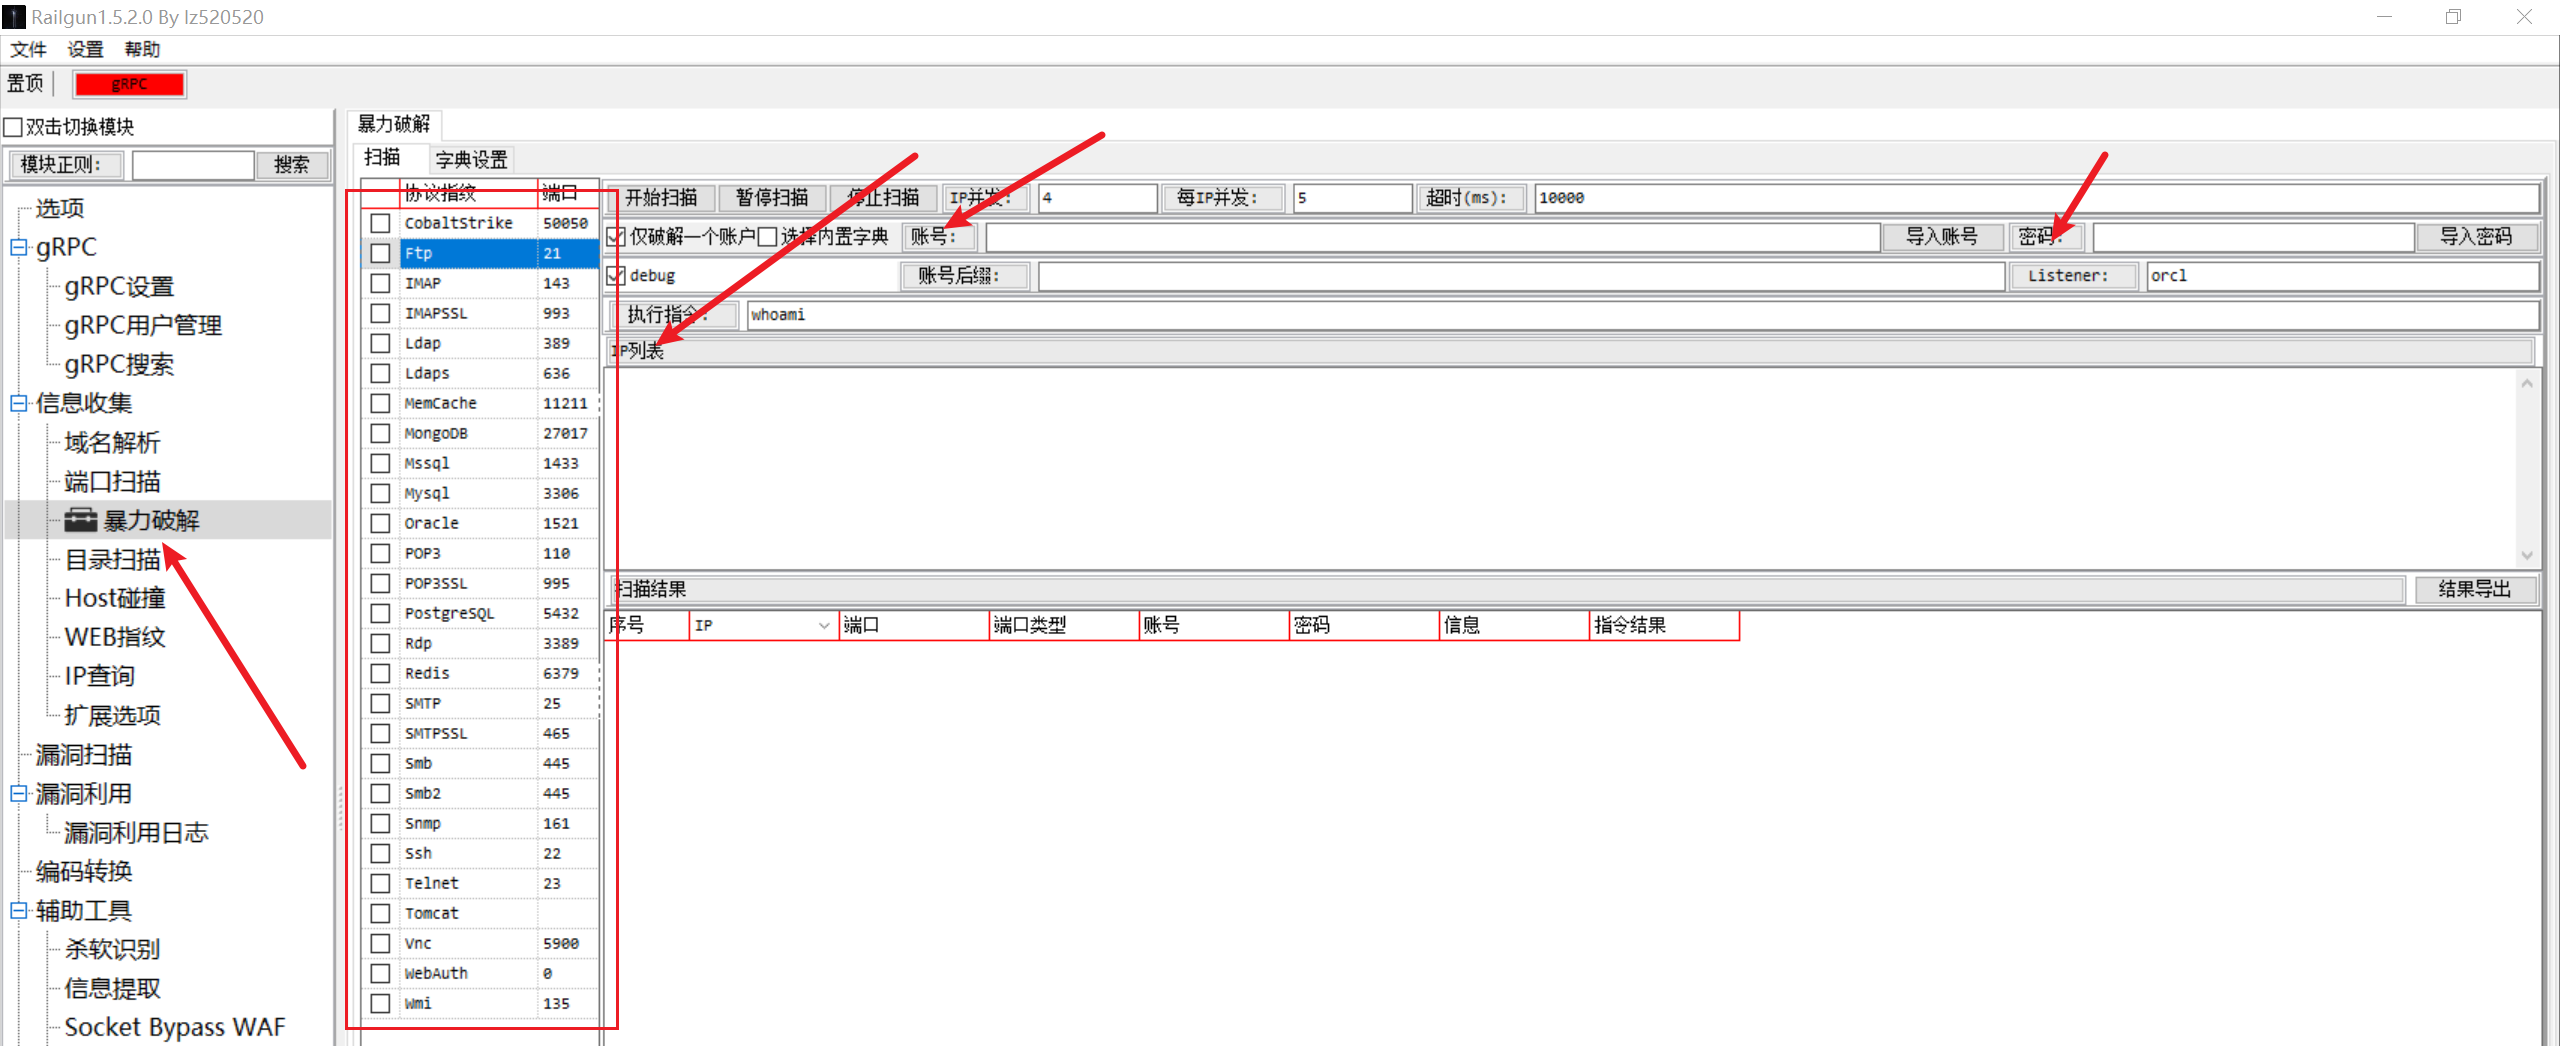 Railgun1.5.2.0 By lz520520
文件 设置 帮助
置顶 gRPC
双击切换模块
模块正则: 搜索
选项
gRPC
gRPC设置
gRPC用户管理
gRPC搜索
信息收集
域名解析
端口扫描
暴力破解
目录扫描
Host碰撞
WEB指纹
IP查询
扩展选项
漏洞扫描
漏洞利用
漏洞利用日志
编码转换
辅助工具
杀软识别
信息提取
Socket Bypass WAF
暴力破解
扫描 字典设置
协议指纹 端口
CobaltStrike 50050
Ftp 21
IMAP 143
IMAPSSL 993
Ldap 389
Ldaps 636
MemCache 11211
MongoDB 27017
Mssql 1433
Mysql 3306
Oracle 1521
POP3 110
POP3SSL 995
PostgreSQL 5432
Rdp 3389
Redis 6379
SMTP 25
SMTPSSL 465
Smb 445
Smb2 445
Snmp 161
Ssh 22
Telnet 23
Tomcat
Vnc 5900
WebAuth 0
Wmi 135
开始扫描 暂停扫描 停止扫描 IP并发: 4 每IP并发: 5 超时(ms): 10000
仅破解一个账户 选择内置字典 账号: 导入账号 密码: 导入密码
debug 账号后缀: Listener: orcl
执行指令: whoami
IP列表
扫描结果 结果导出
序号 IP 端口 端口类型 账号 密码 信息 指令结果